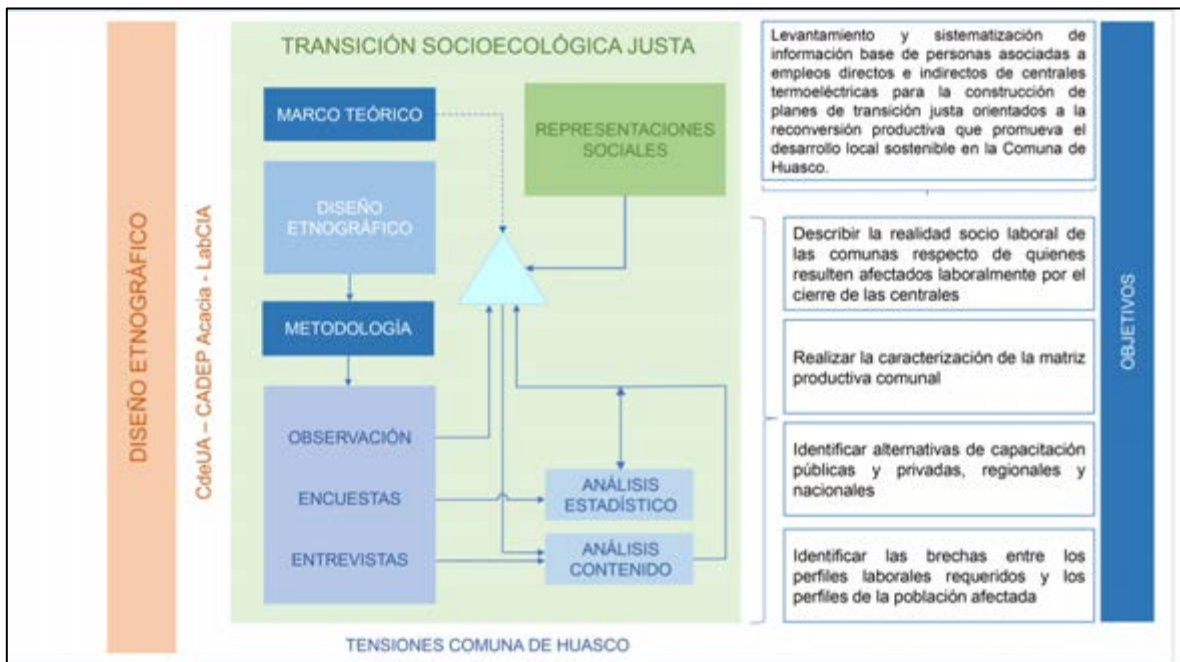 DISEÑO ETNOGRÁFICO
CdeUA – CADEP Acacia - LabCIA
TRANSICIÓN SOCIOECOLÓGICA JUSTA
MARCO TEÓRICO
REPRESENTACIONES
SOCIALES
DISEÑO
ETNOGRÁFICO
METODOLOGÍA
OBSERVACIÓN
ENCUESTAS
ENTREVISTAS
ANÁLISIS
ESTADÍSTICO
ANÁLISIS
CONTENIDO
TENSIONES COMUNA DE HUASCO
Levantamiento y sistematización de
información base de personas asociadas a
empleos directos e indirectos de centrales
termoeléctricas para la construcción de
planes de transición justa orientados a la
reconversión productiva que promueva el
desarrollo local sostenible en la Comuna de
Huasco.
Describir la realidad socio laboral de
las comunas respecto de quienes
resulten afectados laboralmente por el
cierre de las centrales
Realizar la caracterización de la matriz
productiva comunal
Identificar alternativas de capacitación
públicas y privadas, regionales y
nacionales
Identificar las brechas entre los
perfiles laborales requeridos y los
perfiles de la población afectada
OBJETIVOS